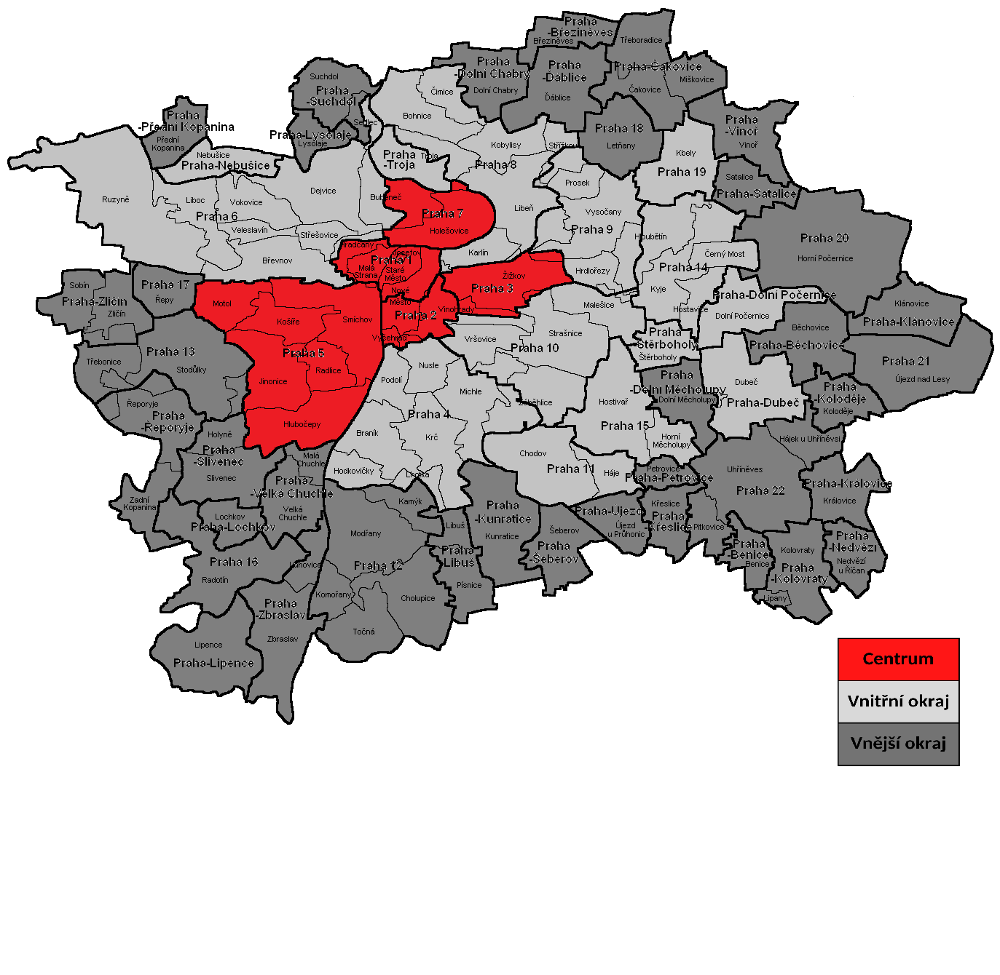 Praha
-Březiněves
Březiněves
Třeboradice
Praha
-Dolní Chabry
Dolní Chabry
Praha
-Ďáblice
Ďáblice
Praha-Čakovice
Čakovice
Miškovice
Suchdol
Praha
-Suchdol
Sedlec
Čimice
Bohnice
Praha
-Přední Kopanina
Přední
Kopanina
Praha-Lysolaje
Lysolaje
Nebušice
Praha-Nebušice
Praha
-Troja
Troja
Kobylisy
Střížkov
Praha 8
Praha 18
Letňany
Praha
-Vinoř
Vinoř
Kbely
Praha 19
Satalice
Praha-Satalice
Ruzyně
Liboc
Vokovice
Dejvice
Praha 6
Veleslavín
Střešovice
Břevnov
Bubeneč
Praha 7
Holešovice
Libeň
Karlín
Prosek
Vysočany
Praha 9
Hloubětín
Hrdlořezy
Praha 20
Horní Počernice
Hradčany
Josefov
Praha 1
Malá
Strana
Staré
Město
Nové
Město
Žižkov
Praha 3
Praha 2
Vinohrady
Vyšehrad
Černý Most
Praha 14
Kyje
Hostavice
Praha-Dolní Počernice
Dolní Počernice
Klánovice
Praha-Klánovice
Sobín
Praha-Zličín
Zličín
Praha 17
Řepy
Motol
Košíře
Smíchov
Praha 5
Radlice
Jinonice
Hlubočepy
Malešice
Strašnice
Vršovice
Praha 10
Záběhlice
Praha
-Štěrboholy
Štěrboholy
Běchovice
Praha-Běchovice
Praha 21
Újezd nad Lesy
Praha 13
Třebonice
Stodůlky
Řeporyje
Praha
-Řeporyje
Podolí
Nusle
Michle
Praha 4
Braník
Krč
Hodkovičky
Lhotka
Hostivař
Praha 15
Horní
Měcholupy
Praha
-Dolní Měcholupy
Dolní Měcholupy
Dubeč
Praha-Dubeč
Praha
-Koloděje
Koloděje
Holyně
Praha
-Slivenec
Slivenec
Malá
Chuchle
Praha
-Velká Chuchle
Velká
Chuchle
Chodov
Praha 11
Háje
Petrovice
Praha-Petrovice
Hájek u Uhříněvsi
Uhříněves
Praha 22
Praha-Královice
Královice
Zadní
Kopanina
Lochkov
Praha-Lochkov
Kamýk
Modřany
Praha 12
Komořany
Cholupice
Točná
Libuš
Praha
-Libuš
Písnice
Praha
-Kunratice
Kunratice
Praha-Újezd
Újezd
u Průhonic
Šeberov
Praha
-Šeberov
Křeslice
Praha
-Křeslice
Pitkovice
Praha
-Benice
Benice
Kolovraty
Praha
-Kolovraty
Lipany
Praha
-Nedvězí
Nedvězí
u Říčan
Praha 16
Radotín
Lahovice
Praha
-Zbraslav
Zbraslav
Lipence
Praha-Lipence
Centrum
Vnitřní okraj
Vnější okraj